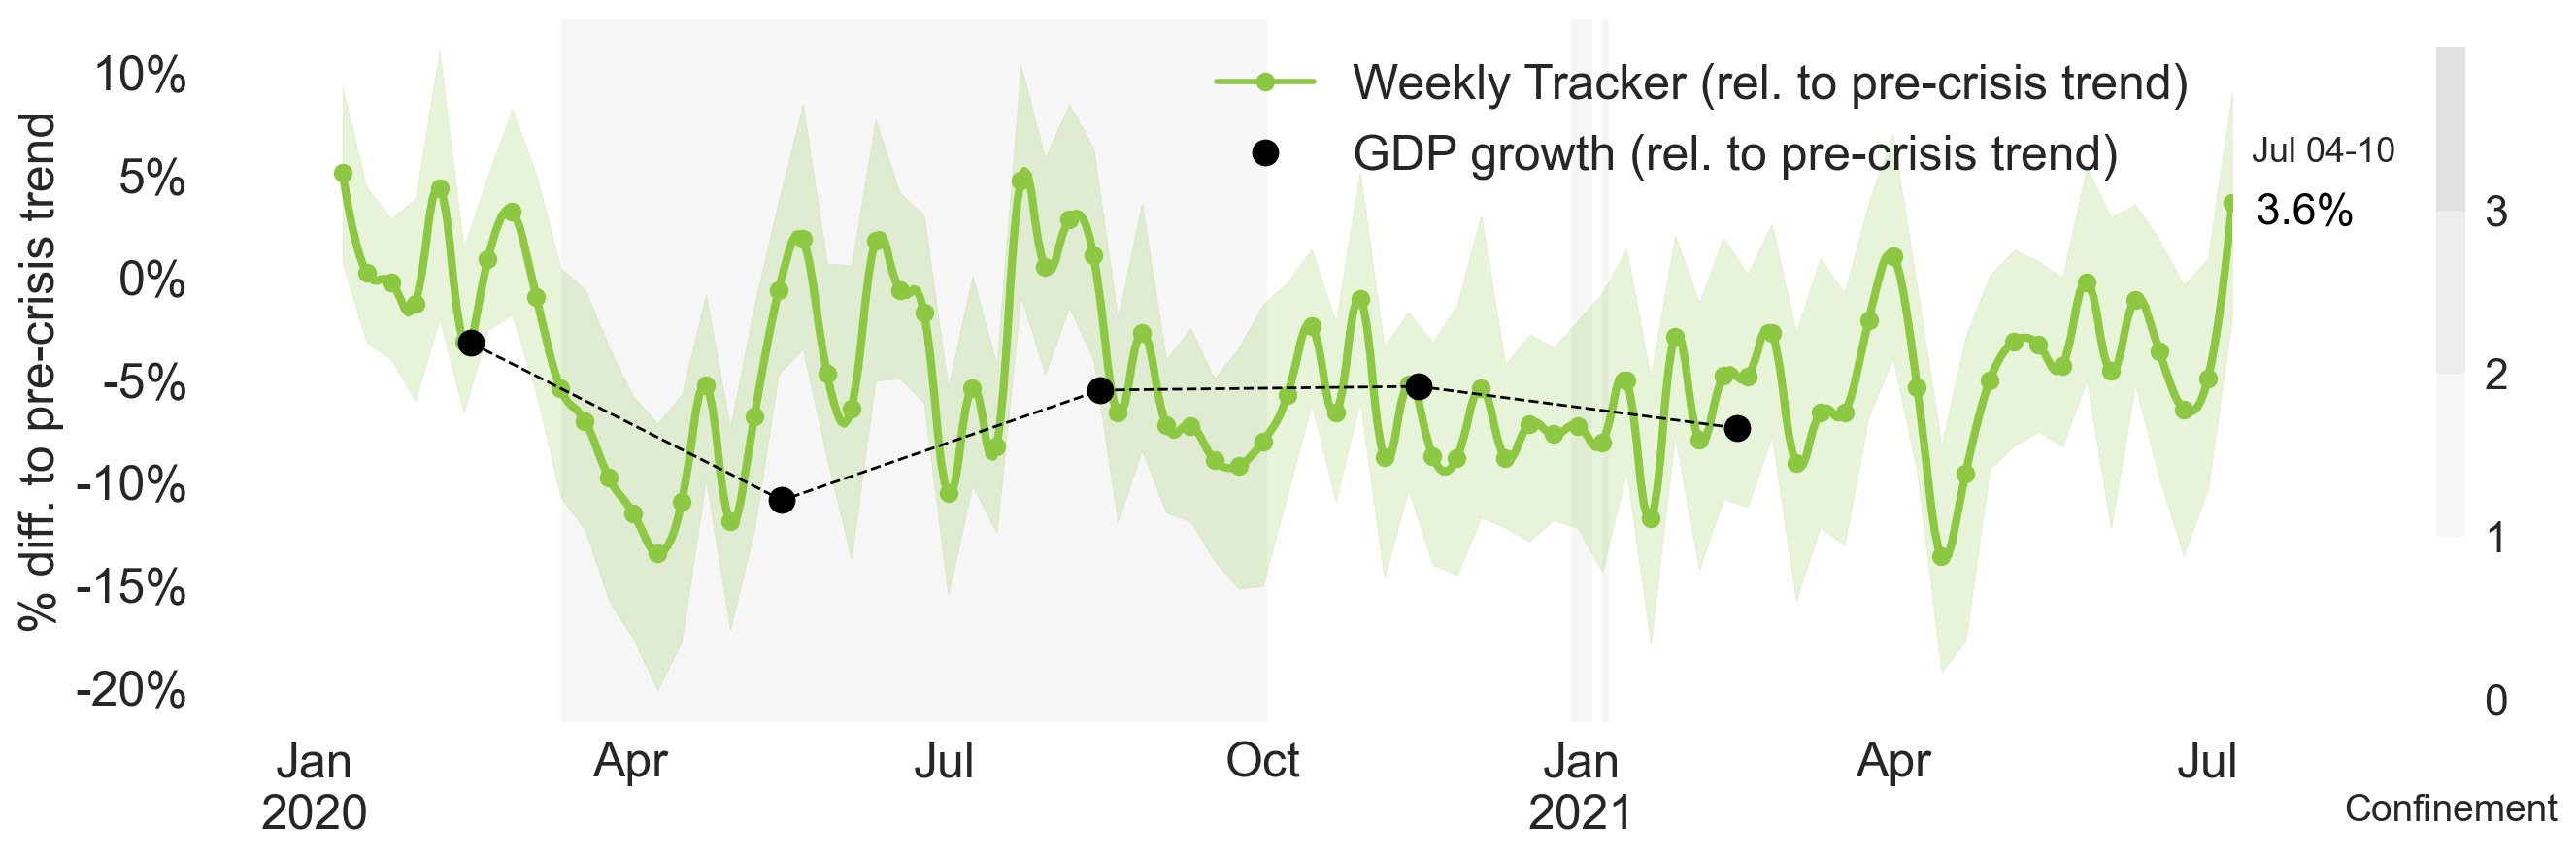 % diff. to pre-crisis trend
10%
5%
0%
-5%
-10%
-15%
-20%
Weekly Tracker (rel. to pre-crisis trend)
GDP growth (rel. to pre-crisis trend)
Jul 04-10
3.6%
3
2
1
0
Jan Apr Jul Oct Jan Apr Jul
2020 2021
Confinement